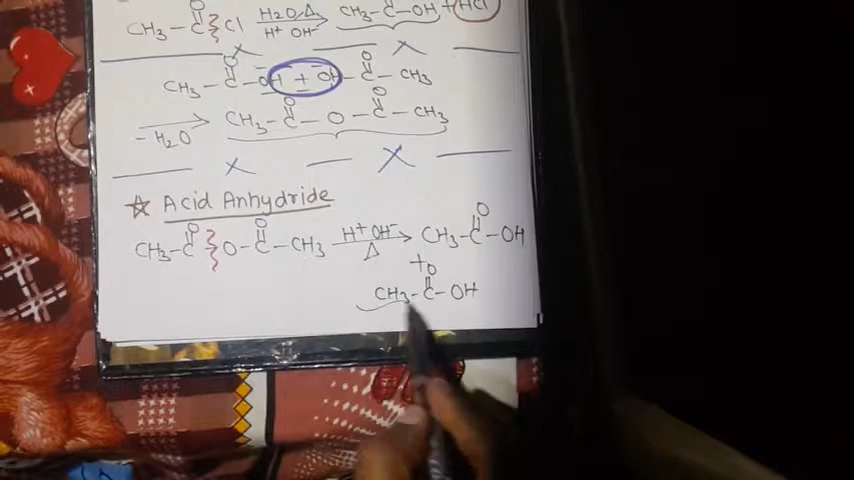 O
CH3 – C – Cl H2O, Δ H+ OH- CH3 – C – OH + HCl
O O
CH3 – C – OH + OH – C – CH3
O O
- H2O CH3 – C – O – C – CH3
☆ Acid Anhydride
O O O
CH3 – C – O – C – CH3 H+ OH- Δ CH3 – C – OH
+
O
CH3 – C – OH